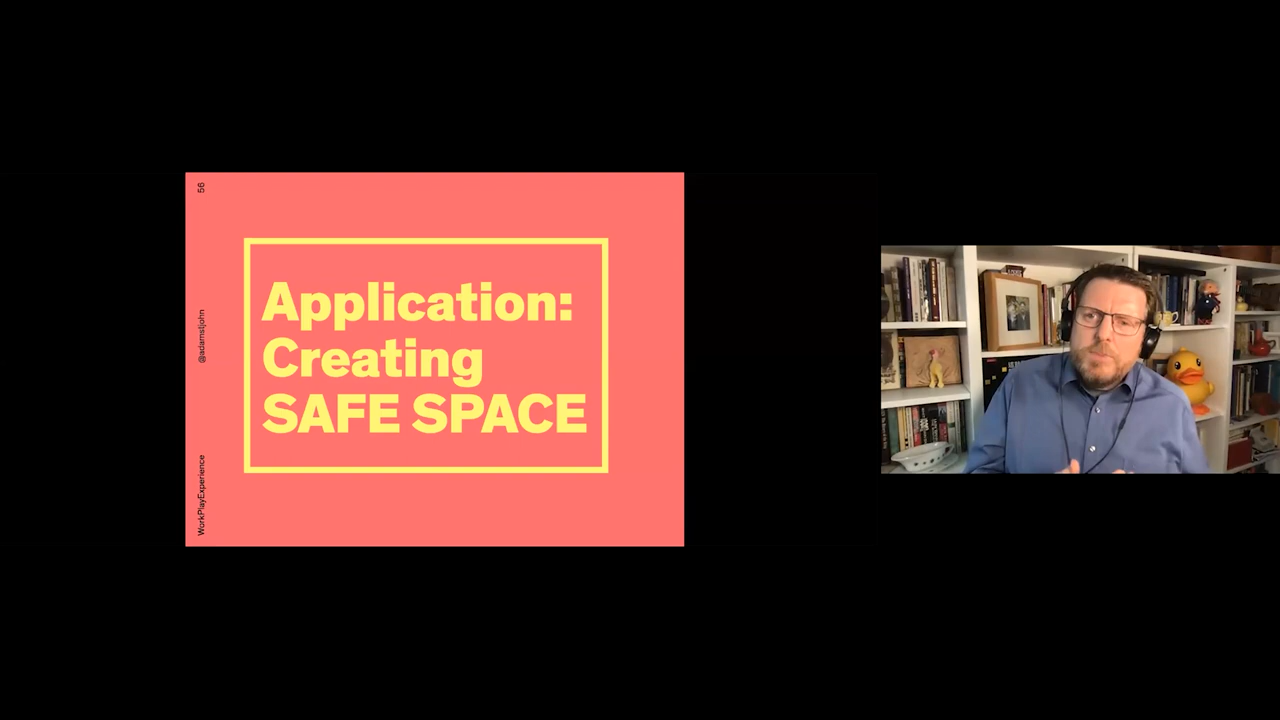 56
@adamstjohn
WorkPlayExperience
Application:
Creating
SAFE SPACE